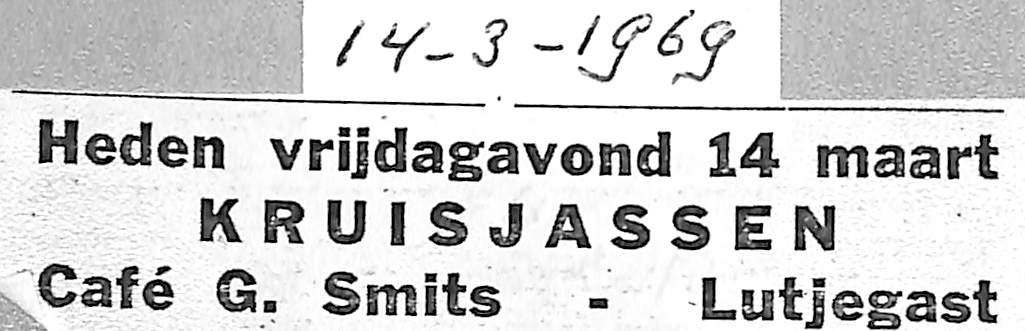 14-3-1969
Heden vrijdagavond 14 maart
KRUISJASSEN
Café G. Smits - Lutjegast